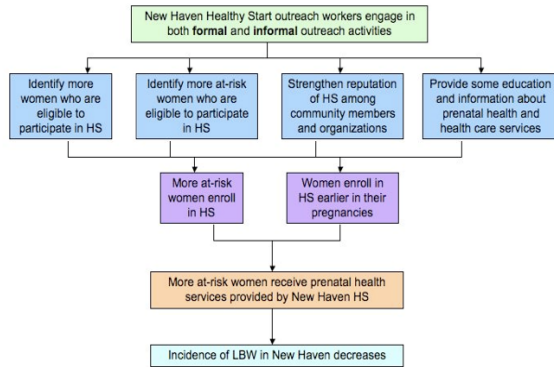 New Haven Healthy Start outreach workers engage in
both formal and informal outreach activities
Identify more
women who are
eligible to
participate in HS
Identify more at-risk
women who are
eligible to participate
in HS
Strengthen reputation
of HS among
community members
and organizations
Provide some education
and information about
prenatal health and
health care services
More at-risk
women enroll
in HS
Women enroll in
HS earlier in their
pregnancies
More at-risk women receive prenatal health
services provided by New Haven HS
Incidence of LBW in New Haven decreases